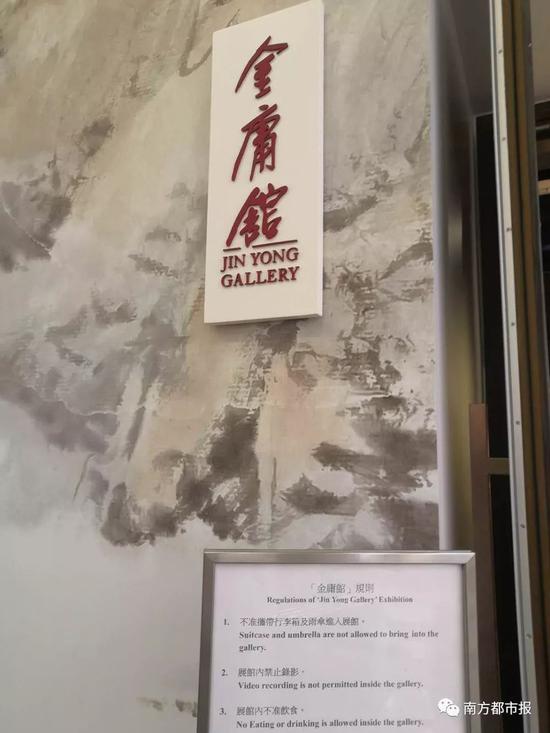 金庸館
JIN YONG
GALLERY
「金庸館」規則
Regulations of 'Jin Yong Gallery' Exhibition
1. 不准攜帶行李箱及雨傘進入展館。
Suitcase and umbrella are not allowed to bring into the
gallery.
2. 展館內禁止錄影。
Video recording is not permitted inside the gallery.
3. 展館內不准飲食。
No Eating or drinking is allowed inside the gallery.
南方都市报